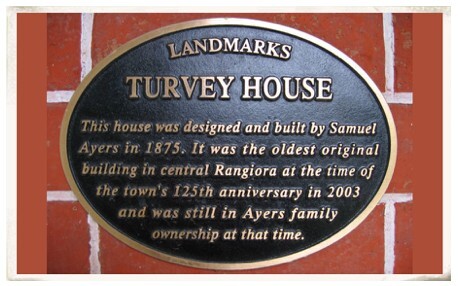 LANDMARKS
TURVEY HOUSE
This house was designed and built by Samuel
Ayers in 1875. It was the oldest original
building in central Rangiora at the time of
the town's 125th anniversary in 2003
and was still in Ayers family
ownership at that time.